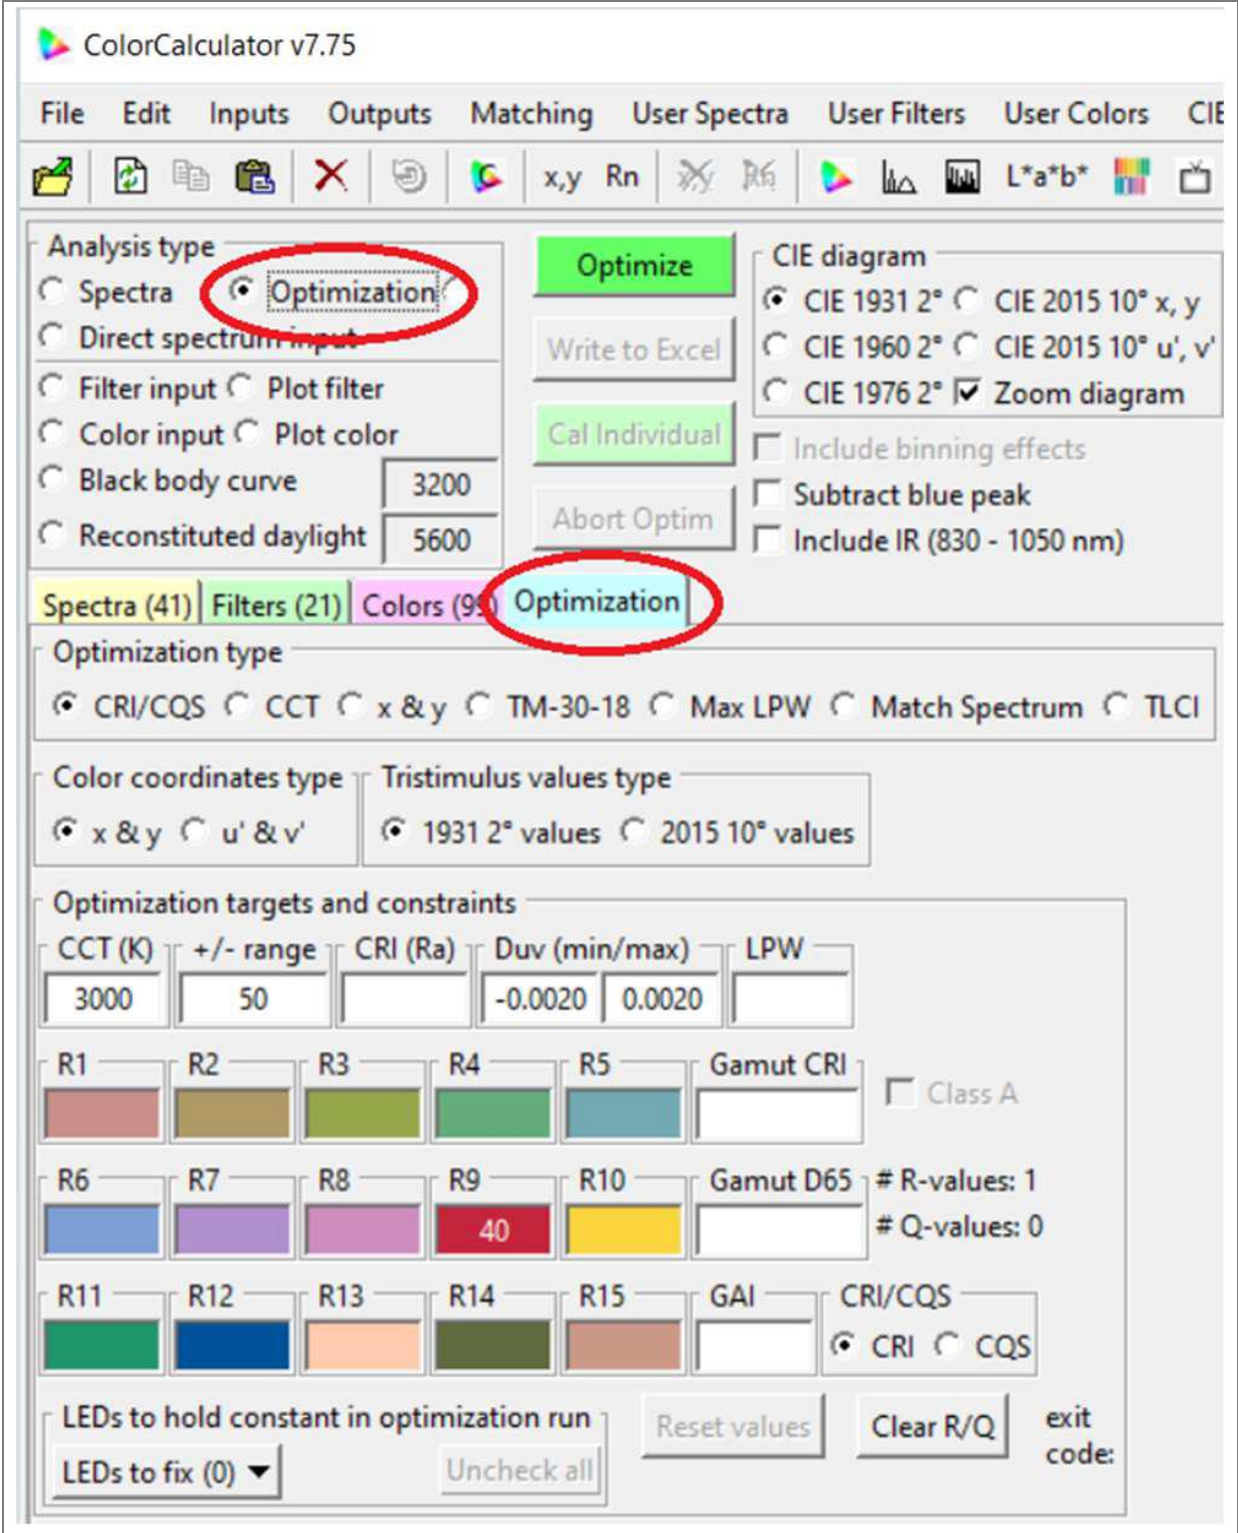 ColorCalculator v7.75
File Edit Inputs Outputs Matching User Spectra User Filters User Colors CIE
x,y Rn L*a*b*
Analysis type
Spectra Optimization
Direct spectrum input
Filter input Plot filter
Color input Plot color
Black body curve 3200
Reconstituted daylight 5600
Optimize
Write to Excel
Cal Individual
Abort Optim
CIE diagram
CIE 1931 2° CIE 2015 10° x, y
CIE 1960 2° CIE 2015 10° u', v'
CIE 1976 2° Zoom diagram
Include binning effects
Subtract blue peak
Include IR (830 - 1050 nm)
Spectra (41) Filters (21) Colors (99) Optimization
Optimization type
CRI/CQS CCT x & y TM-30-18 Max LPW Match Spectrum TLCI
Color coordinates type Tristimulus values type
x & y u' & v' 1931 2° values 2015 10° values
Optimization targets and constraints
CCT (K) +/- range CRI (Ra) Duv (min/max) LPW
3000 50 -0.0020 0.0020
R1 R2 R3 R4 R5 Gamut CRI
Class A
R6 R7 R8 R9 R10 Gamut D65 # R-values: 1
40 # Q-values: 0
R11 R12 R13 R14 R15 GAI CRI/CQS
CRI CQS
LEDs to hold constant in optimization run
LEDs to fix (0) Uncheck all
Reset values Clear R/Q exit
code: